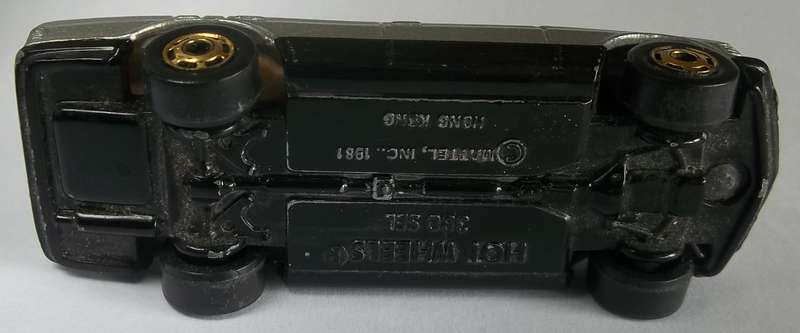 HOT WHEELS®
380 SEL
© MATTEL, INC., 1981
HONG KONG